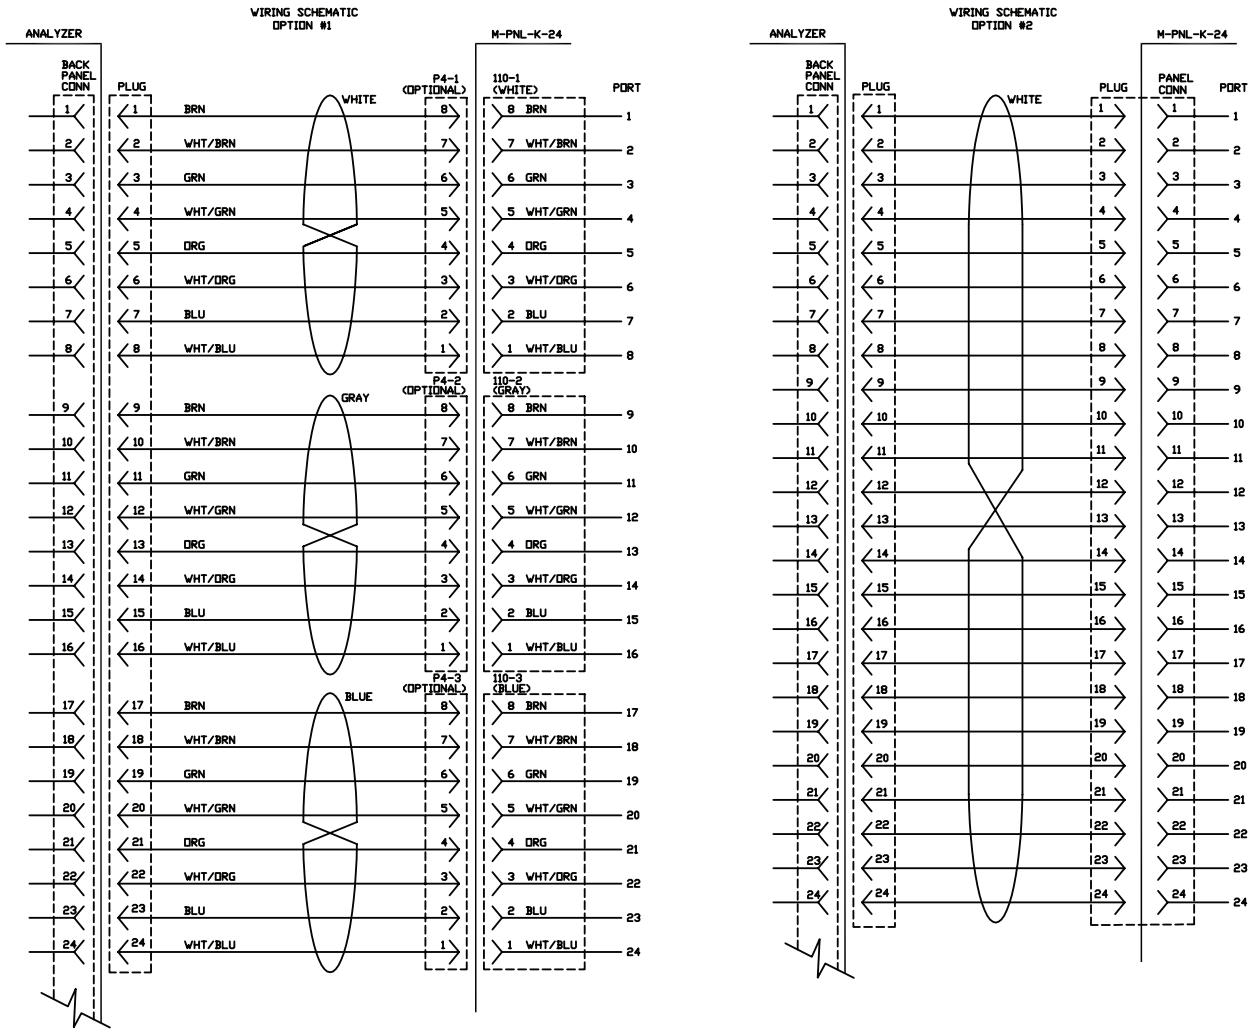 WIRING SCHEMATIC
OPTION #1
ANALYZER
M-PNL-K-24
BACK
PANEL
CONN
PLUG
P4-1
(OPTIONAL)
110-1
(WHITE)
PORT
WHITE
1 1 BRN 8 8 BRN 1
2 2 WHT/BRN 7 7 WHT/BRN 2
3 3 GRN 6 6 GRN 3
4 4 WHT/GRN 5 5 WHT/GRN 4
5 5 ORG 4 4 ORG 5
6 6 WHT/ORG 3 3 WHT/ORG 6
7 7 BLU 2 2 BLU 7
8 8 WHT/BLU 1 1 WHT/BLU 8
P4-2
(OPTIONAL)
110-2
(GRAY)
GRAY
9 9 BRN 8 8 BRN 9
10 10 WHT/BRN 7 7 WHT/BRN 10
11 11 GRN 6 6 GRN 11
12 12 WHT/GRN 5 5 WHT/GRN 12
13 13 ORG 4 4 ORG 13
14 14 WHT/ORG 3 3 WHT/ORG 14
15 15 BLU 2 2 BLU 15
16 16 WHT/BLU 1 1 WHT/BLU 16
P4-3
(OPTIONAL)
110-3
(BLUE)
BLUE
17 17 BRN 8 8 BRN 17
18 18 WHT/BRN 7 7 WHT/BRN 18
19 19 GRN 6 6 GRN 19
20 20 WHT/GRN 5 5 WHT/GRN 20
21 21 ORG 4 4 ORG 21
22 22 WHT/ORG 3 3 WHT/ORG 22
23 23 BLU 2 2 BLU 23
24 24 WHT/BLU 1 1 WHT/BLU 24
WIRING SCHEMATIC
OPTION #2
ANALYZER
M-PNL-K-24
BACK
PANEL
CONN
PLUG
PLUG
PANEL
CONN
PORT
WHITE
1 1 1 1 1
2 2 2 2 2
3 3 3 3 3
4 4 4 4 4
5 5 5 5 5
6 6 6 6 6
7 7 7 7 7
8 8 8 8 8
9 9 9 9 9
10 10 10 10 10
11 11 11 11 11
12 12 12 12 12
13 13 13 13 13
14 14 14 14 14
15 15 15 15 15
16 16 16 16 16
17 17 17 17 17
18 18 18 18 18
19 19 19 19 19
20 20 20 20 20
21 21 21 21 21
22 22 22 22 22
23 23 23 23 23
24 24 24 24 24